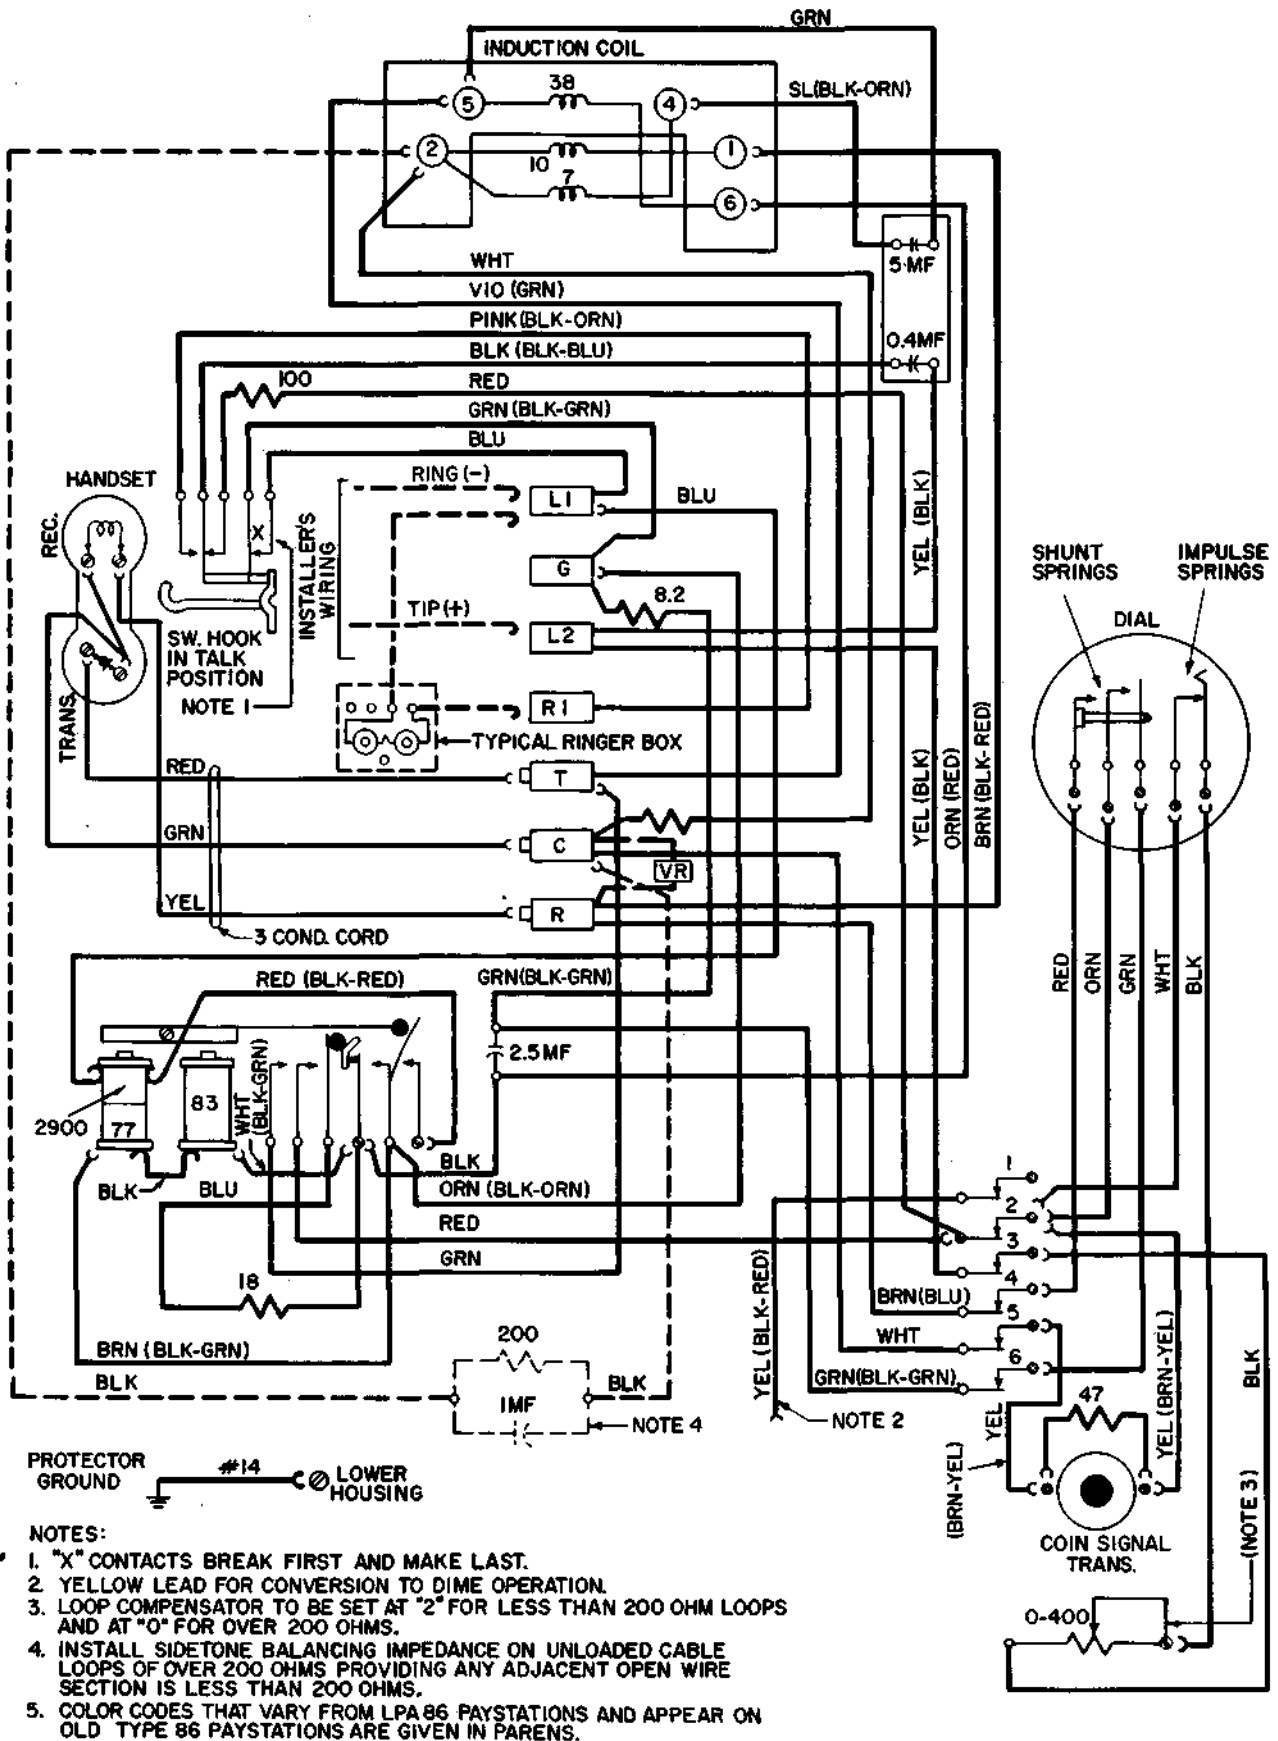 GRN
INDUCTION COIL
38
5
4
SL(BLK-ORN)
2
10
1
7
6
5 MF
WHT
VIO (GRN)
PINK(BLK-ORN)
BLK (BLK-BLU)
0.4MF
100
RED
GRN (BLK-GRN)
BLU
HANDSET
REC.
RING (-)
L1
BLU
X
INSTALLER'S
WIRING
YEL (BLK)
G
8.2
TIP(+)
L2
SHUNT
SPRINGS
IMPULSE
SPRINGS
DIAL
SW. HOOK
IN TALK
POSITION
NOTE 1
TRANS.
R1
TYPICAL RINGER BOX
RED
T
YEL (BLK)
ORN (RED)
BRN (BLK-RED)
GRN
C
VR
YEL
R
3 COND. CORD
RED (BLK-RED)
GRN(BLK-GRN)
RED
ORN
GRN
WHT
BLK
2.5MF
WHT
(BLK-GRN)
2900
77
83
BLK
BLK
BLU
ORN (BLK-ORN)
RED
GRN
18
1
2
3
4
5
6
BRN(BLU)
WHT
GRN(BLK-GRN)
YEL (BLK-RED)
NOTE 2
BRN (BLK-GRN)
BLK
200
1MF
BLK
NOTE 4
YEL
(BRN-YEL)
47
YEL (BRN-YEL)
BLK
(NOTE 3)
COIN SIGNAL
TRANS.
0-400
PROTECTOR
GROUND
#14
LOWER
HOUSING
NOTES:
1. "X" CONTACTS BREAK FIRST AND MAKE LAST.
2. YELLOW LEAD FOR CONVERSION TO DIME OPERATION.
3. LOOP COMPENSATOR TO BE SET AT "2" FOR LESS THAN 200 OHM LOOPS
AND AT "0" FOR OVER 200 OHMS.
4. INSTALL SIDETONE BALANCING IMPEDANCE ON UNLOADED CABLE
LOOPS OF OVER 200 OHMS PROVIDING ANY ADJACENT OPEN WIRE
SECTION IS LESS THAN 200 OHMS.
5. COLOR CODES THAT VARY FROM LPA86 PAYSTATIONS AND APPEAR ON
OLD TYPE 86 PAYSTATIONS ARE GIVEN IN PARENS.